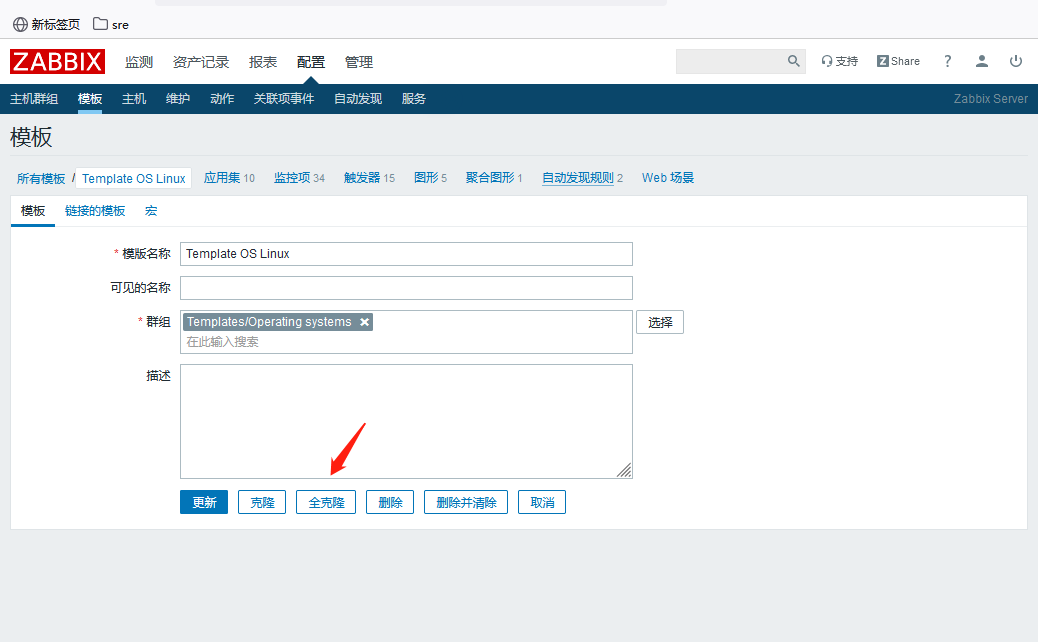 新标签页 sre
ZABBIX 监测 资产记录 报表 配置 管理 支持 Z Share ?
主机群组 模板 主机 维护 动作 关联项事件 自动发现 服务 Zabbix Server
模板
所有模板 / Template OS Linux 应用集 10 监控项 34 触发器 15 图形 5 聚合图形 1 自动发现规则 2 Web 场景
模板 链接的模板 宏
* 模版名称 Template OS Linux
可见的名称
* 群组 Templates/Operating systems 选择
在此输入搜索
描述
更新 克隆 全克隆 删除 删除并清除 取消